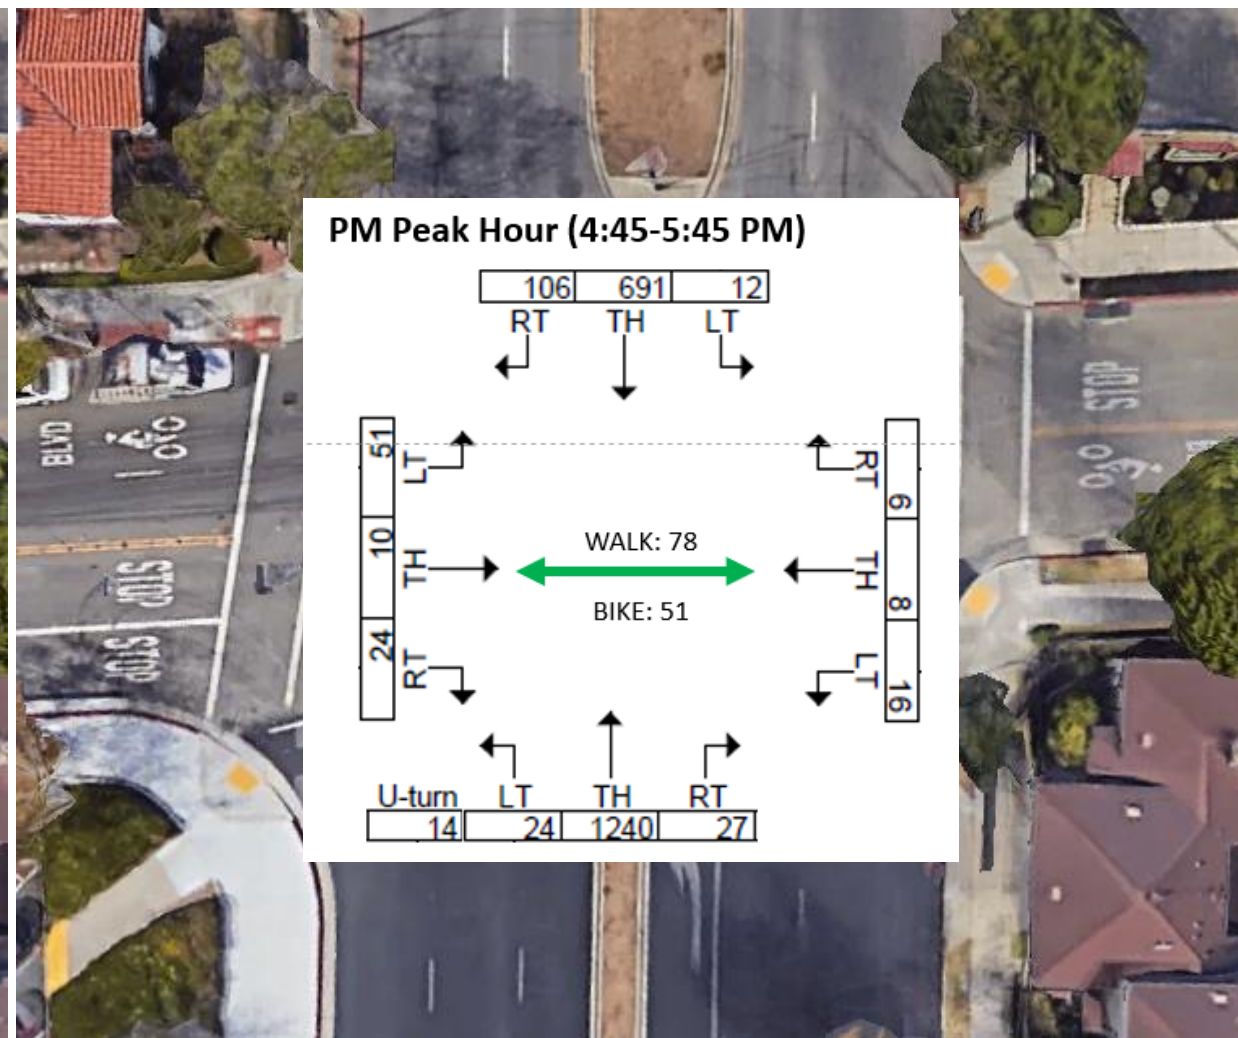 PM Peak Hour (4:45-5:45 PM)
106 691 12
RT TH LT
51
LT
10
TH
24
RT
RT
6
TH
8
LT
16
WALK: 78
BIKE: 51
U-turn LT TH RT
14 24 1240 27
BLVD
STOP
STOP
STOP